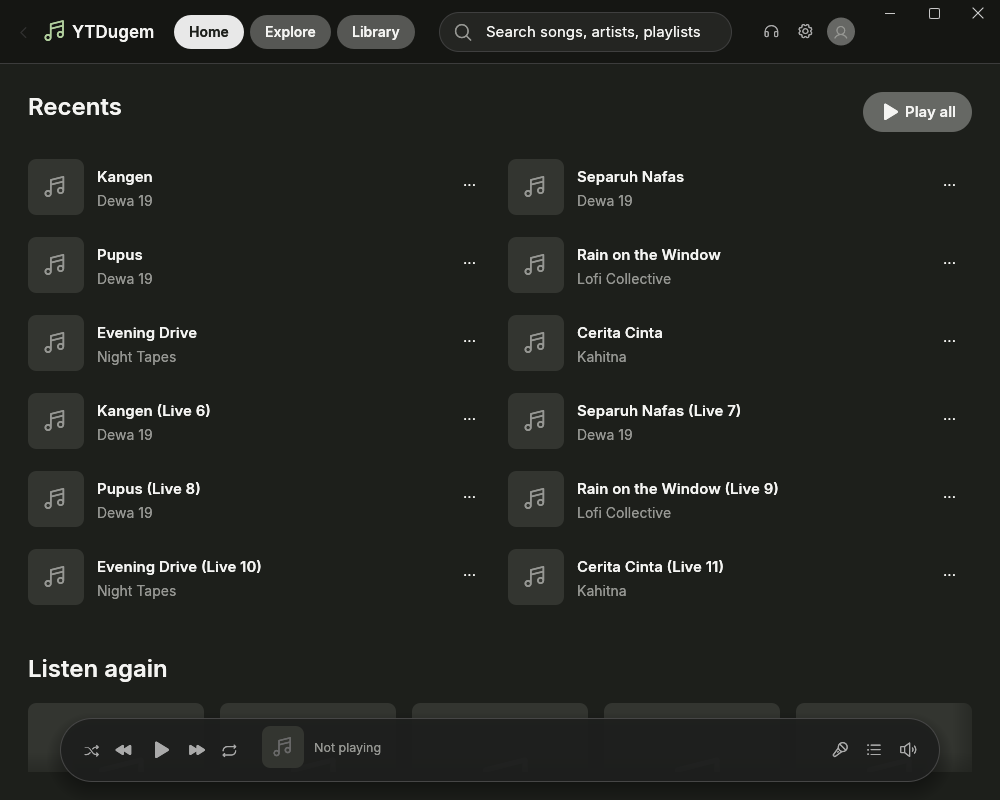 YTDugem
Home
Explore
Library
Search songs, artists, playlists
Recents
Play all
Kangen
Dewa 19
Separuh Nafas
Dewa 19
Pupus
Dewa 19
Rain on the Window
Lofi Collective
Evening Drive
Night Tapes
Cerita Cinta
Kahitna
Kangen (Live 6)
Dewa 19
Separuh Nafas (Live 7)
Dewa 19
Pupus (Live 8)
Dewa 19
Rain on the Window (Live 9)
Lofi Collective
Evening Drive (Live 10)
Night Tapes
Cerita Cinta (Live 11)
Kahitna
Listen again
Not playing